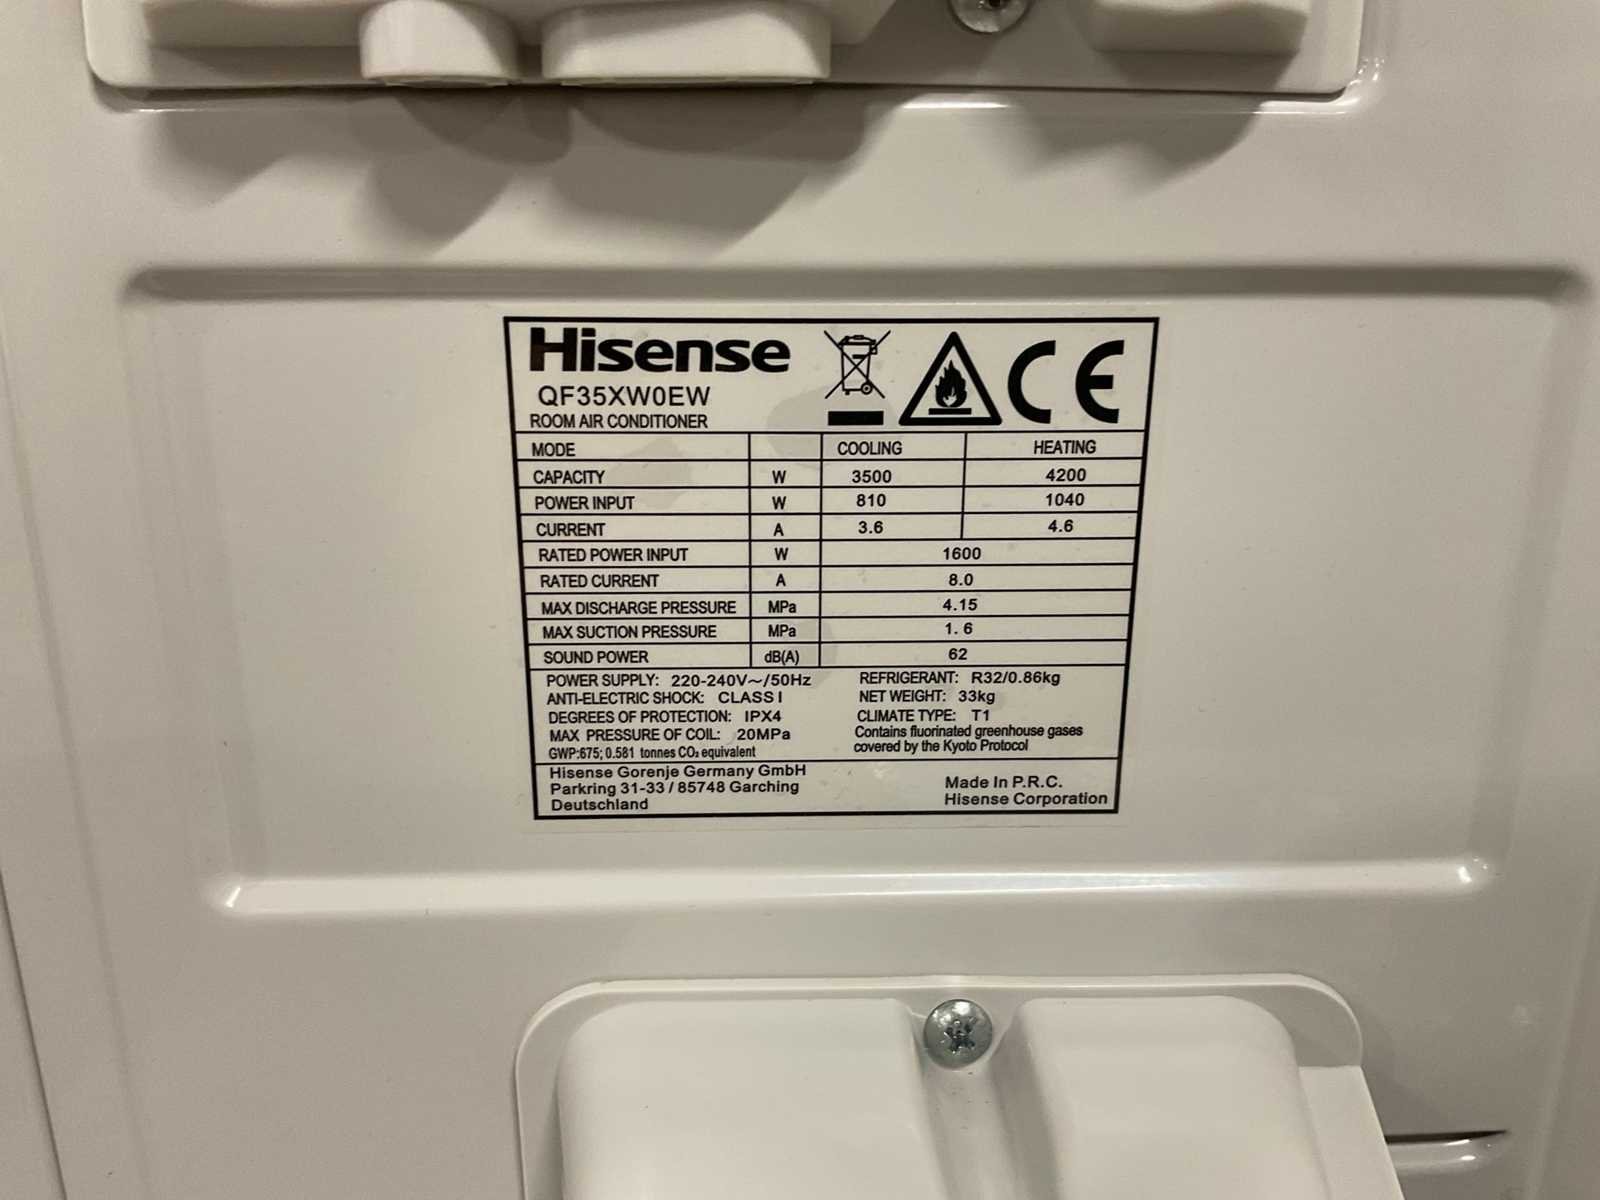 Hisense
QF35XW0EW
ROOM AIR CONDITIONER
CE
MODE COOLING HEATING
CAPACITY W 3500 4200
POWER INPUT W 810 1040
CURRENT A 3.6 4.6
RATED POWER INPUT W 1600
RATED CURRENT A 8.0
MAX DISCHARGE PRESSURE MPa 4.15
MAX SUCTION PRESSURE MPa 1.6
SOUND POWER dB(A) 62
POWER SUPPLY: 220-240V~/50Hz REFRIGERANT: R32/0.86kg
ANTI-ELECTRIC SHOCK: CLASS I NET WEIGHT: 33kg
DEGREES OF PROTECTION: IPX4 CLIMATE TYPE: T1
MAX PRESSURE OF COIL: 20MPa Contains fluorinated greenhouse gases
GWP:675; 0.581 tonnes CO₂ equivalent covered by the Kyoto Protocol
Hisense Gorenje Germany GmbH
Parkring 31-33 / 85748 Garching Made In P.R.C.
Deutschland Hisense Corporation